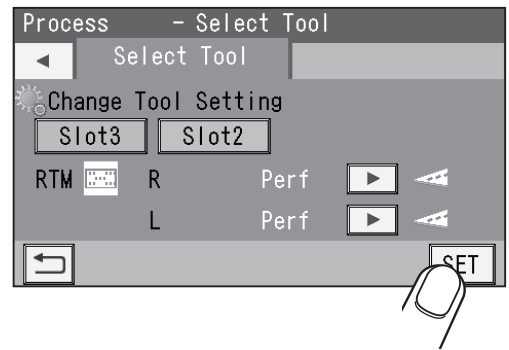 Process - Select Tool
Select Tool
Change Tool Setting
Slot3 Slot2
RTM R Perf
L Perf
SET